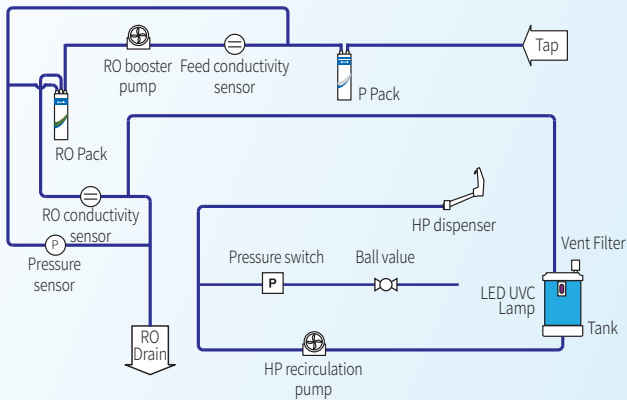 Tap
RO booster
pump
Feed conductivity
sensor
P Pack
RO Pack
RO conductivity
sensor
P
Pressure
sensor
HP dispenser
Pressure switch
P
Ball value
Vent Filter
LED UVC
Lamp
Tank
RO
Drain
HP recirculation
pump